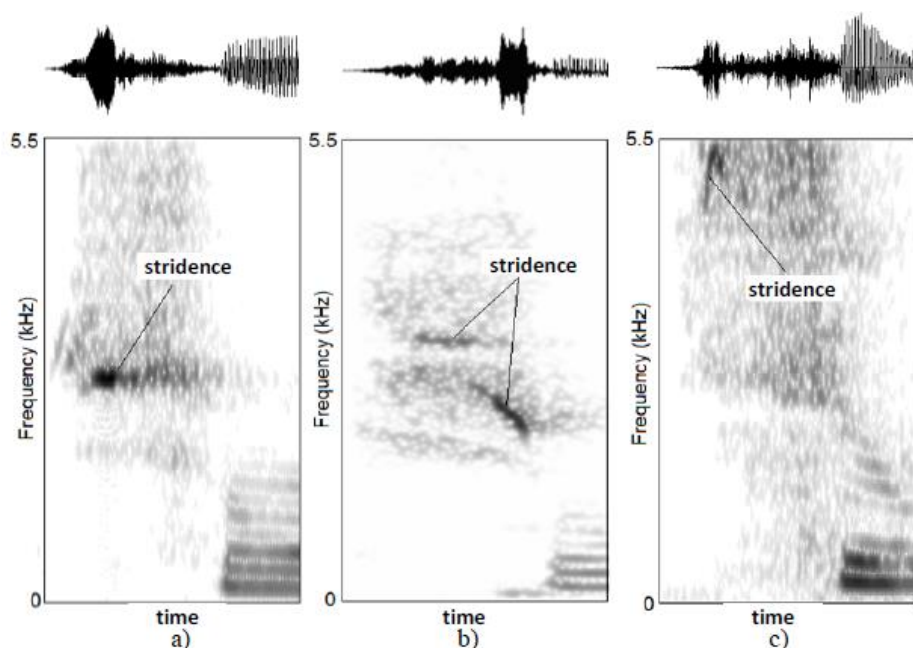 5.5
stridence
Frequency (kHz)
0
time
a)
5.5
stridence
Frequency (kHz)
0
time
b)
5.5
stridence
Frequency (kHz)
0
time
c)